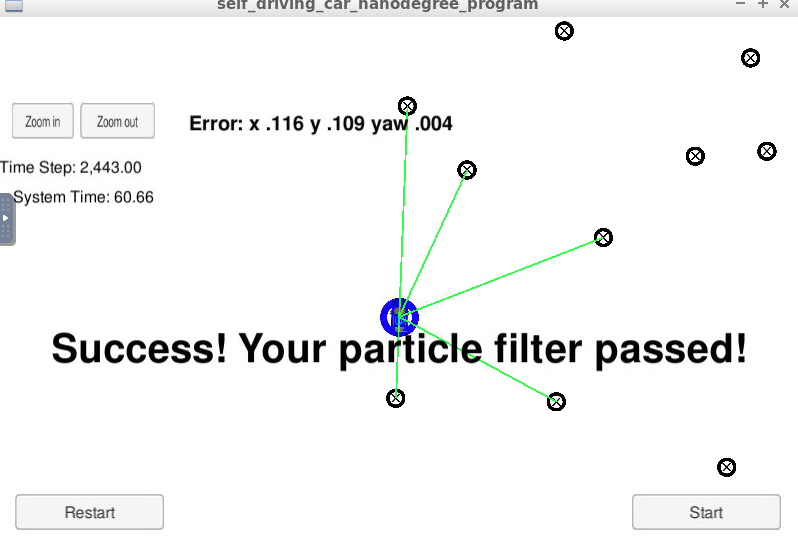 self_driving_car_nanodegree_program
Zoom in
Zoom out
Error: x .116 y .109 yaw .004
Time Step: 2,443.00
System Time: 60.66
Success! Your particle filter passed!
Restart
Start